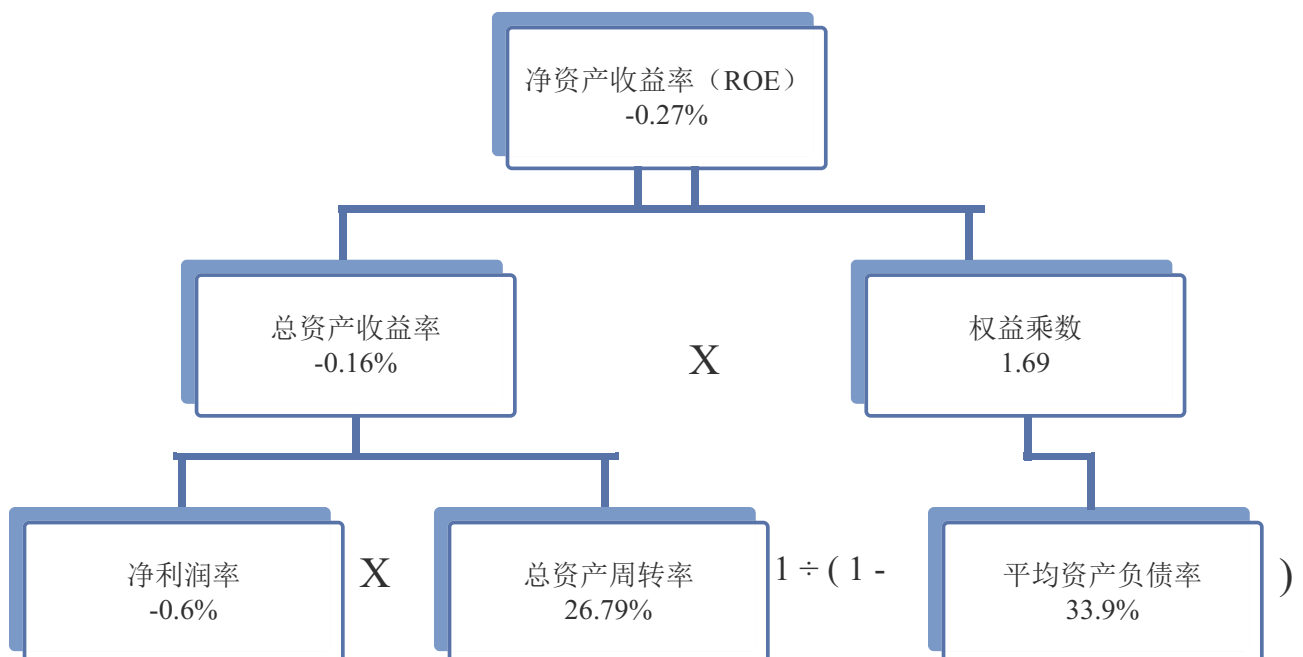 净资产收益率（ROE）
-0.27%
总资产收益率
-0.16%
X
权益乘数
1.69
净利润率
-0.6%
X
总资产周转率
26.79%
1 ÷ ( 1 -
平均资产负债率
33.9%
)